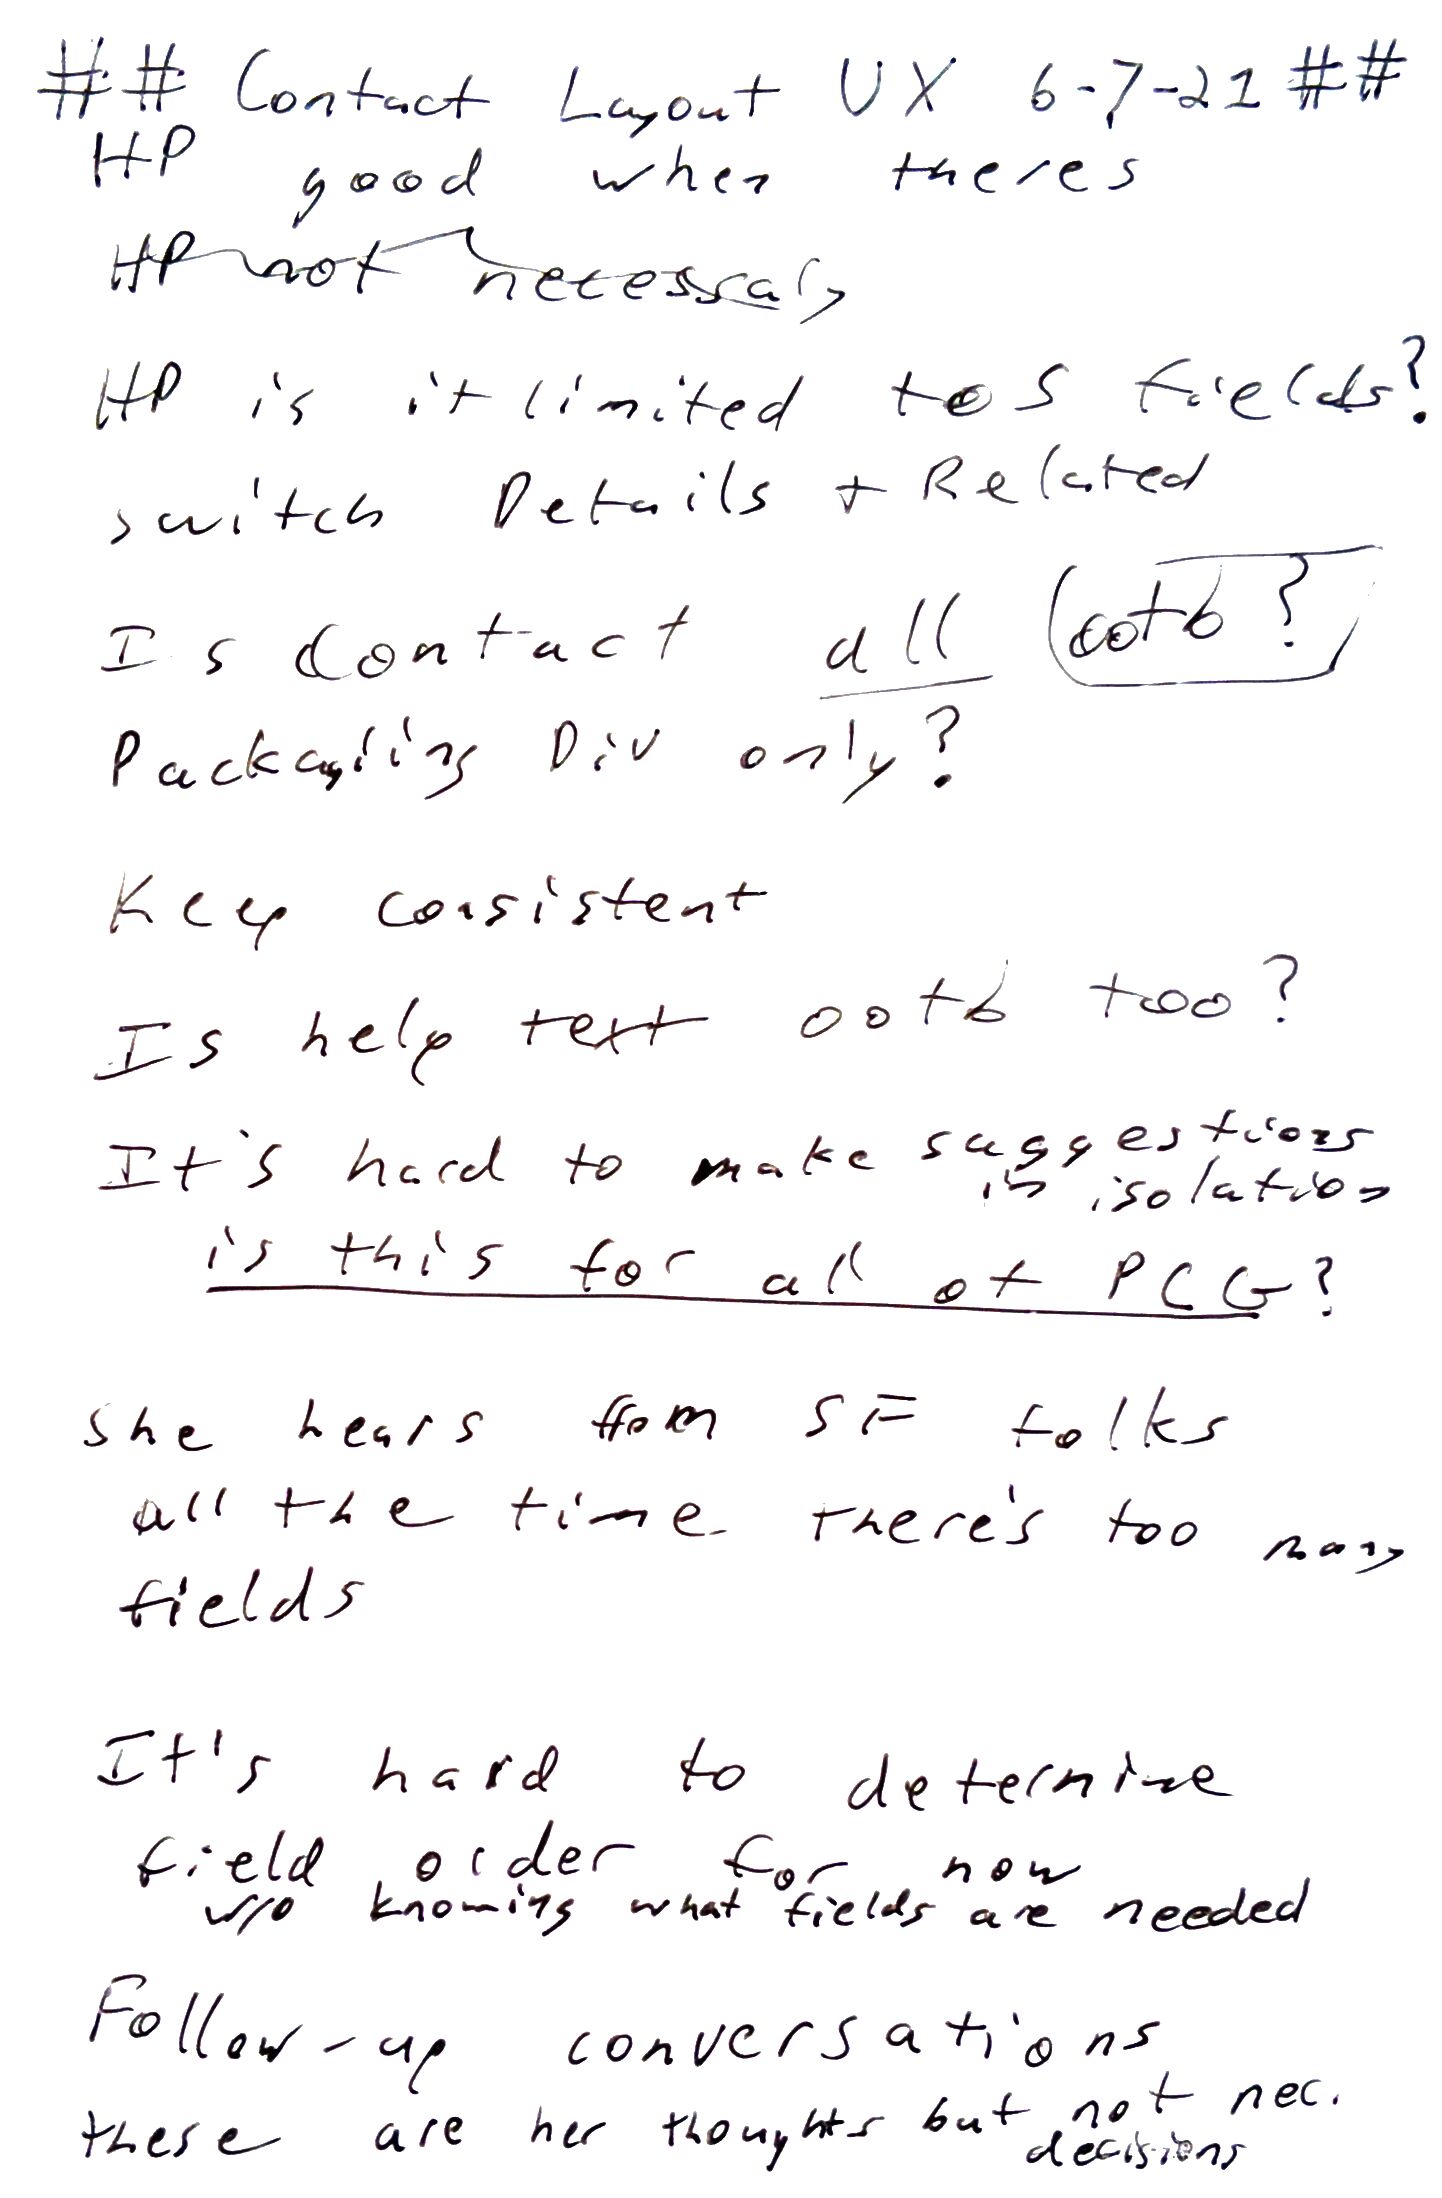 ## Contact Layout UX 6-7-21 ##
HP good when theres
HP not necessary
HP is it limited to 5 fields?
switch Details + Related
Is Contact all ootb?
Packaging Div only?
Keep consistent
Is help text ootb too?
It's hard to make suggestions
in isolation
is this for all of PCG?
She hears from SF folks
all the time there's too many
fields
It's hard to determine
field order for now
w/o knowing what fields are needed
Follow-up conversations
these are her thoughts but not nec.
decisions